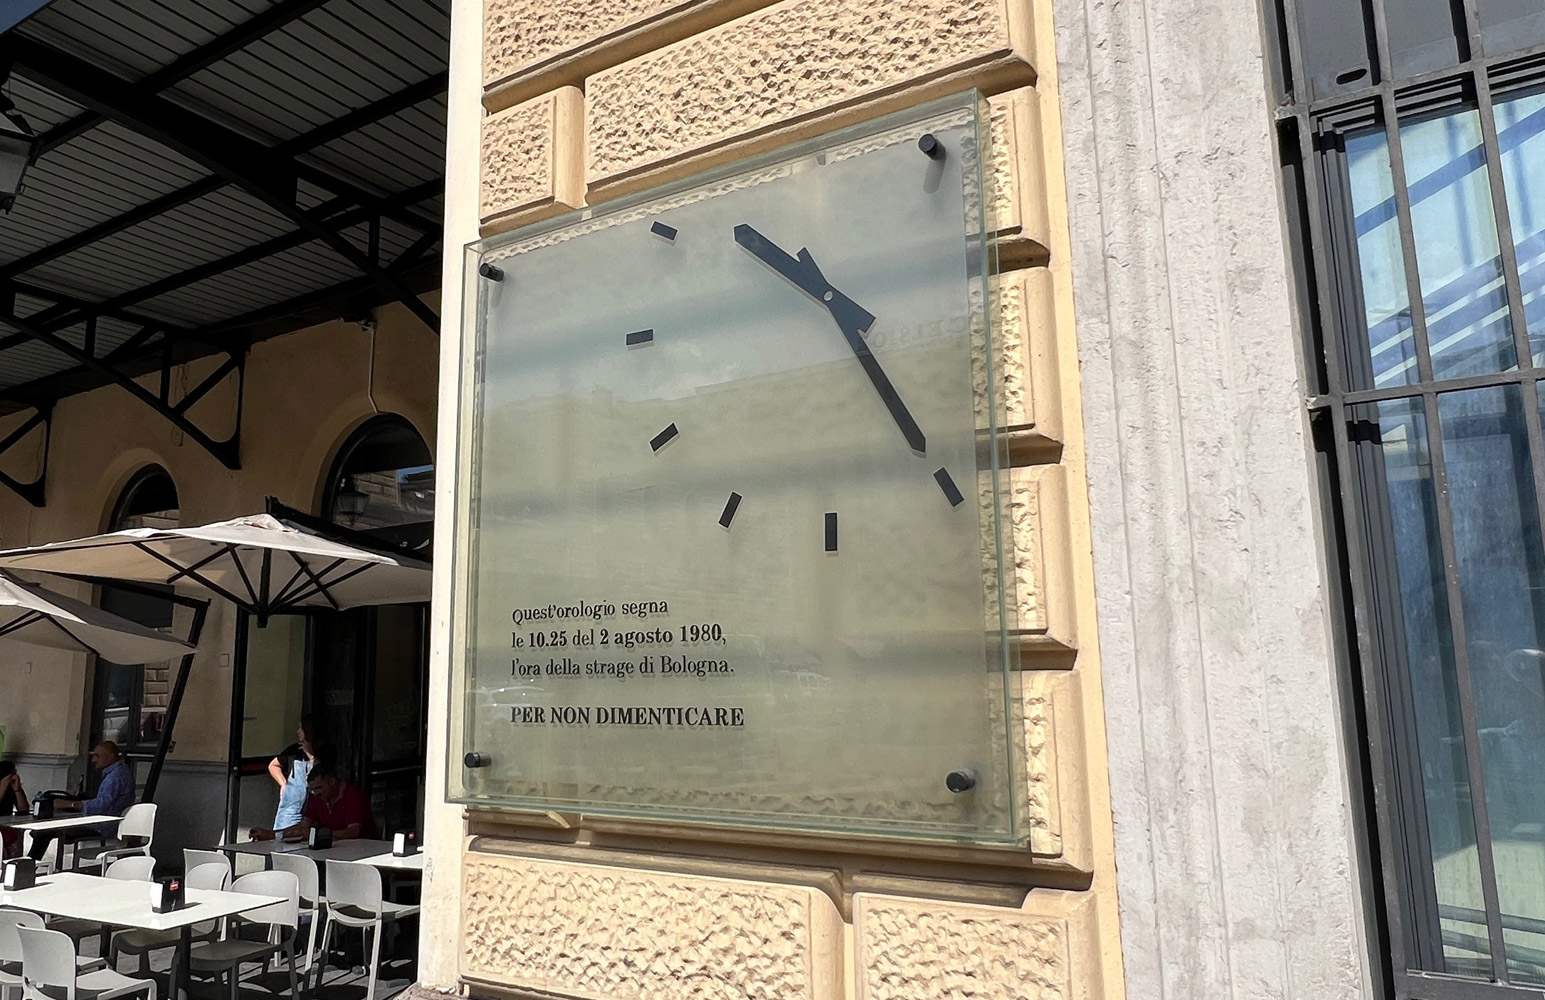 Quest'orologio segna
le 10.25 del 2 agosto 1980,
l'ora della strage di Bologna.
PER NON DIMENTICARE